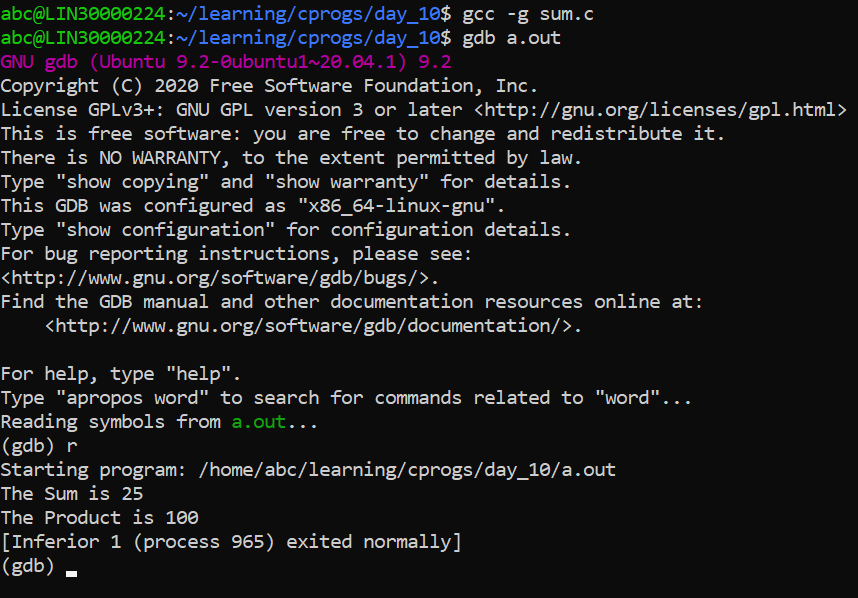 abc@LIN30000224:~/learning/cprogs/day_10$ gcc -g sum.c
abc@LIN30000224:~/learning/cprogs/day_10$ gdb a.out
GNU gdb (Ubuntu 9.2-0ubuntu1~20.04.1) 9.2
Copyright (C) 2020 Free Software Foundation, Inc.
License GPLv3+: GNU GPL version 3 or later <http://gnu.org/licenses/gpl.html>
This is free software: you are free to change and redistribute it.
There is NO WARRANTY, to the extent permitted by law.
Type "show copying" and "show warranty" for details.
This GDB was configured as "x86_64-linux-gnu".
Type "show configuration" for configuration details.
For bug reporting instructions, please see:
<http://www.gnu.org/software/gdb/bugs/>.
Find the GDB manual and other documentation resources online at:
    <http://www.gnu.org/software/gdb/documentation/>.

For help, type "help".
Type "apropos word" to search for commands related to "word"...
Reading symbols from a.out...
(gdb) r
Starting program: /home/abc/learning/cprogs/day_10/a.out
The Sum is 25
The Product is 100
[Inferior 1 (process 965) exited normally]
(gdb)